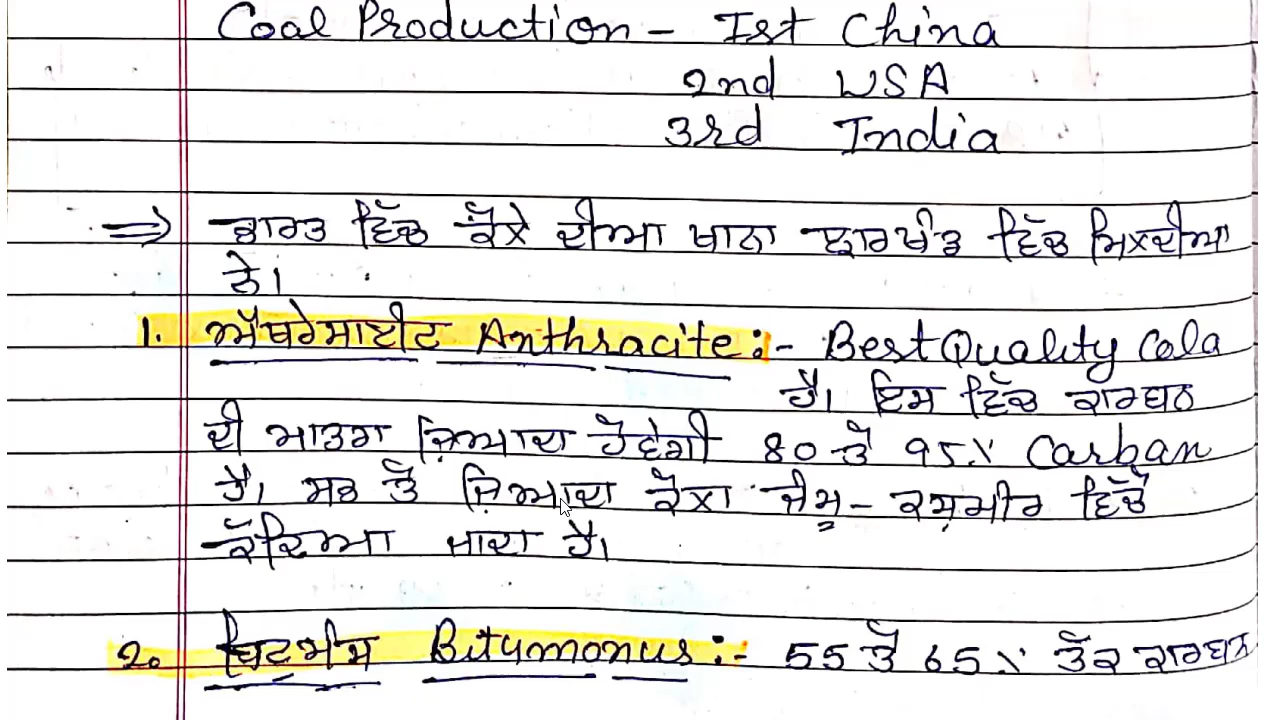 Coal Production - Ist China
2nd USA
3rd India
⇒ ਭਾਰਤ ਵਿੱਚ ਕੋਲੇ ਦੀਆ ਖਾਨਾ ਝਾਰਖੰਡ ਵਿੱਚ ਮਿਲਦੀਆ
ਨੇ।
1. ਐਂਥਰੇਸਾਈਟ Anthracite :- Best Quality Cola
ਹੈ। ਇਸ ਵਿੱਚ ਕਾਰਬਨ
ਦੀ ਮਾਤਰਾ ਜ਼ਿਆਦਾ ਹੋਵੇਗੀ 80 ਤੋਂ 95% Carban
ਹੈ। ਸਭ ਤੋਂ ਜ਼ਿਆਦਾ ਕੋਲਾ ਜੰਮੂ - ਕਸ਼ਮੀਰ ਵਿੱਚੋਂ
ਕੱਢਿਆ ਜਾਦਾ ਹੈ।
2. ਬਿਟੂਮੀਨਸ Bitumonus :- 55 ਤੋਂ 65% ਤੱਕ ਕਾਰਬਨ